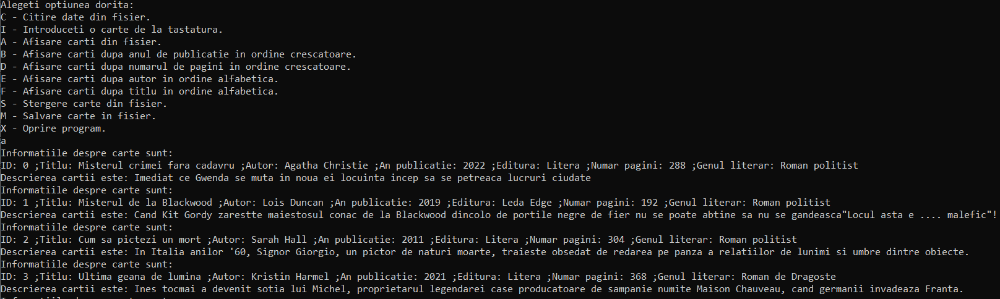 Alegeti optiunea dorita:
C - Citire date din fisier.
I - Introduceti o carte de la tastatura.
A - Afisare carti din fisier.
B - Afisare carti dupa anul de publicatie in ordine crescatoare.
D - Afisare carti dupa numarul de pagini in ordine crescatoare.
E - Afisare carti dupa autor in ordine alfabetica.
F - Afisare carti dupa titlu in ordine alfabetica.
S - Stergere carte din fisier.
M - Salvare carte in fisier.
X - Oprire program.
a
Informatiile despre carte sunt:
ID: 0 ;Titlu: Misterul crimei fara cadavru ;Autor: Agatha Christie ;An publicatie: 2022 ;Editura: Litera ;Numar pagini: 288 ;Genul literar: Roman politist
Descrierea cartii este: Imediat ce Gwenda se muta in noua ei locuinta incep sa se petreaca lucruri ciudate
Informatiile despre carte sunt:
ID: 1 ;Titlu: Misterul de la Blackwood ;Autor: Lois Duncan ;An publicatie: 2019 ;Editura: Leda Edge ;Numar pagini: 192 ;Genul literar: Roman politist
Descrierea cartii este: Cand Kit Gordy zarestte maiestosul conac de la Blackwood dincolo de portile negre de fier nu se poate abtine sa nu se gandeasca"Locul asta e .... malefic"!
Informatiile despre carte sunt:
ID: 2 ;Titlu: Cum sa pictezi un mort ;Autor: Sarah Hall ;An publicatie: 2011 ;Editura: Litera ;Numar pagini: 304 ;Genul literar: Roman politist
Descrierea cartii este: In Italia anilor '60, Signor Giorgio, un pictor de naturi moarte, traieste obsedat de redarea pe panza a relatiilor de lunimi si umbre dintre obiecte.
Informatiile despre carte sunt:
ID: 3 ;Titlu: Ultima geana de lumina ;Autor: Kristin Harmel ;An publicatie: 2021 ;Editura: Litera ;Numar pagini: 368 ;Genul literar: Roman de Dragoste
Descrierea cartii este: Ines tocmai a devenit sotia lui Michel, proprietarul legendarei case producatoare de sampanie numite Maison Chauveau, cand germanii invadeaza Franta.